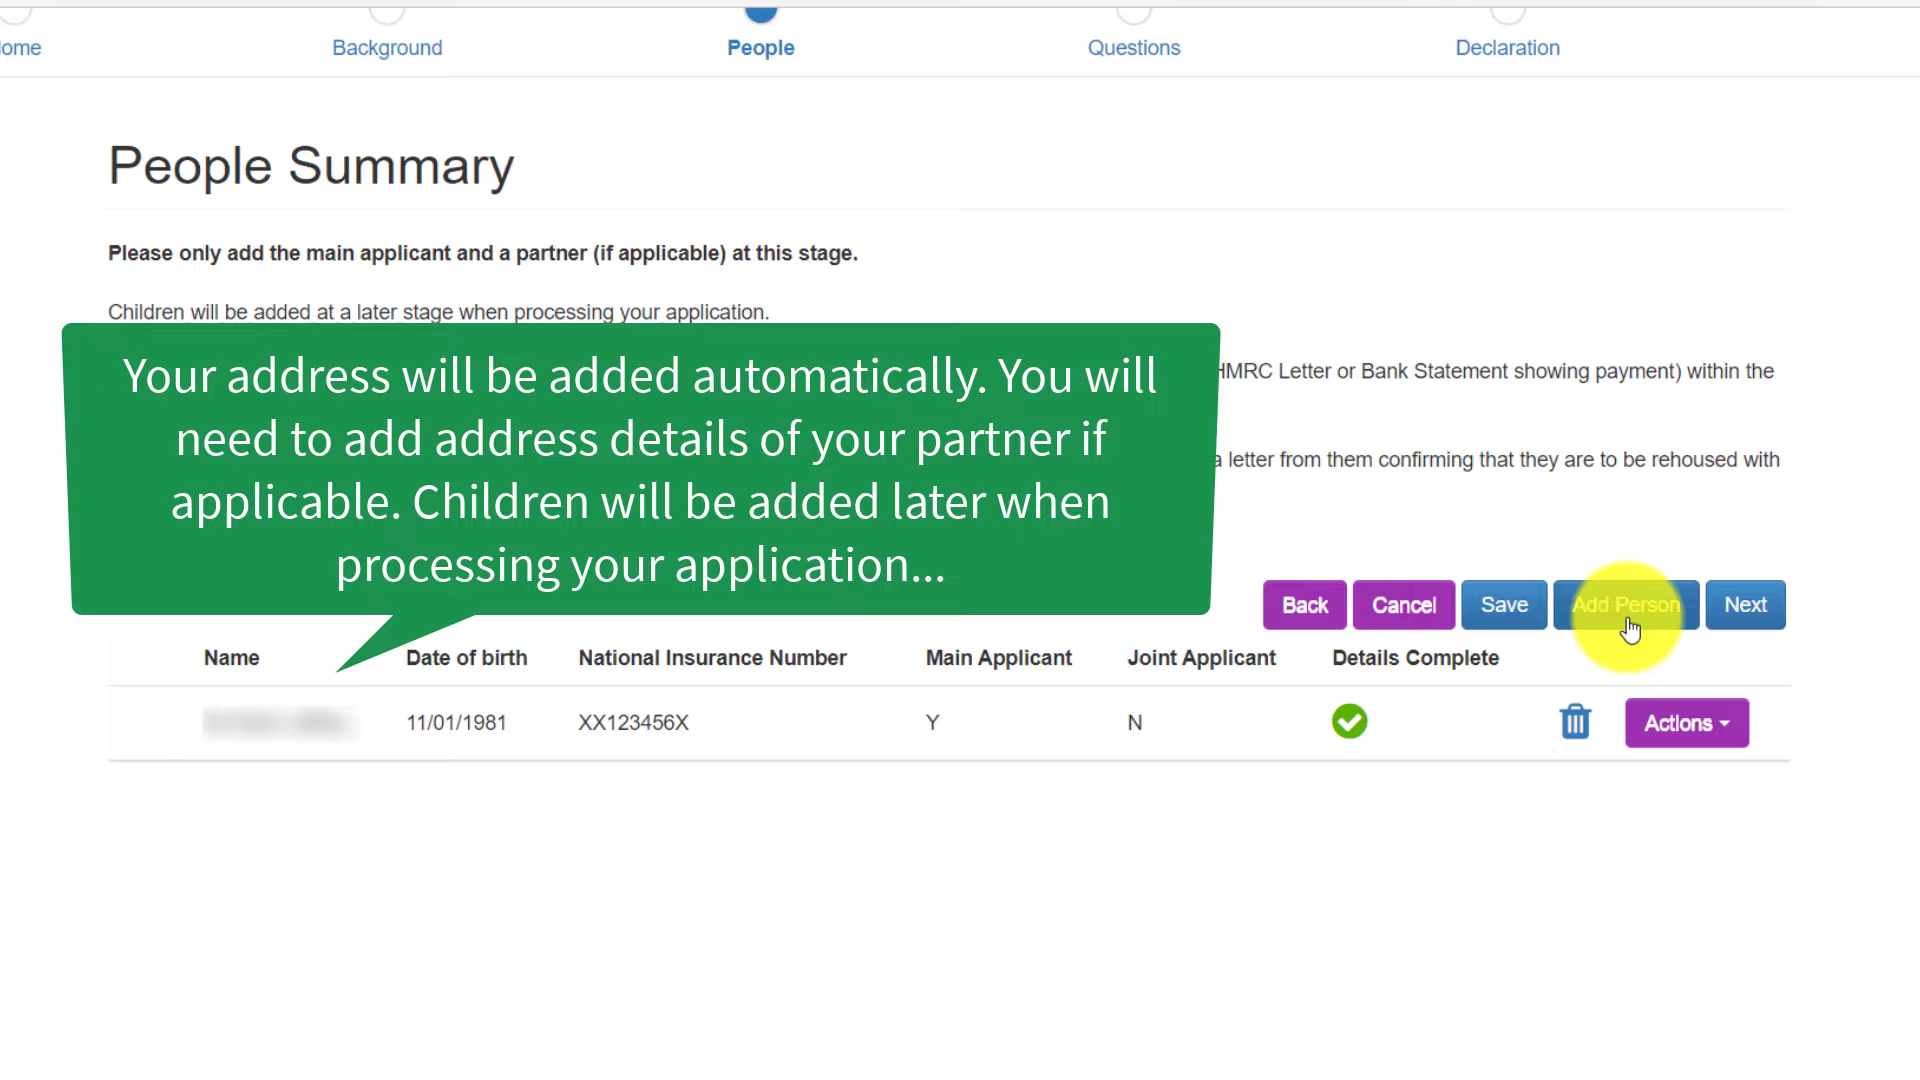 ome Background People Questions Declaration
People Summary
Please only add the main applicant and a partner (if applicable) at this stage.
Children will be added at a later stage when processing your application.
HMRC Letter or Bank Statement showing payment) within the
a letter from them confirming that they are to be rehoused with
Your address will be added automatically. You will
need to add address details of your partner if
applicable. Children will be added later when
processing your application...
Back Cancel Save Add Person Next
Name Date of birth National Insurance Number Main Applicant Joint Applicant Details Complete
11/01/1981 XX123456X Y N Actions